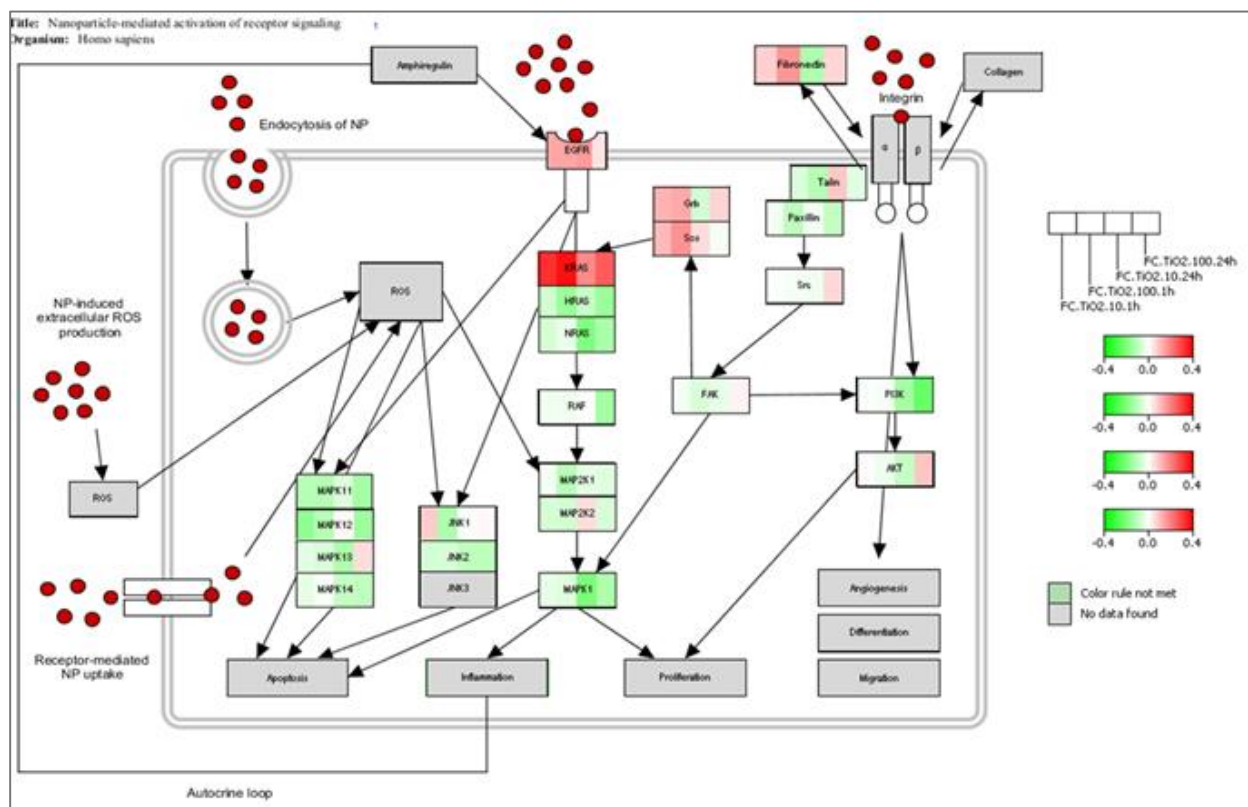 Title: Nanoparticle-mediated activation of receptor signaling
Organism: Homo sapiens
Amphiregulin
Fibronectin
Collagen
Integrin
Endocytosis of NP
EGFR
α
β
Talin
Paxillin
Grb
Sos
Src
KRAS
HRAS
NRAS
ROS
NP-induced
extracellular ROS
production
FC.TiO2.100.24h
FC.TiO2.10.24h
FC.TiO2.100.1h
FC.TiO2.10.1h
-0.4 0.0 0.4
-0.4 0.0 0.4
-0.4 0.0 0.4
-0.4 0.0 0.4
RAF
FAK
PI3K
ROS
MAPK11
MAPK12
MAPK13
MAPK14
JNK1
JNK2
JNK3
MAP2K1
MAP2K2
AKT
MAPK1
Angiogenesis
Differentiation
Migration
Color rule not met
No data found
Receptor-mediated
NP uptake
Apoptosis
Inflammation
Proliferation
Autocrine loop